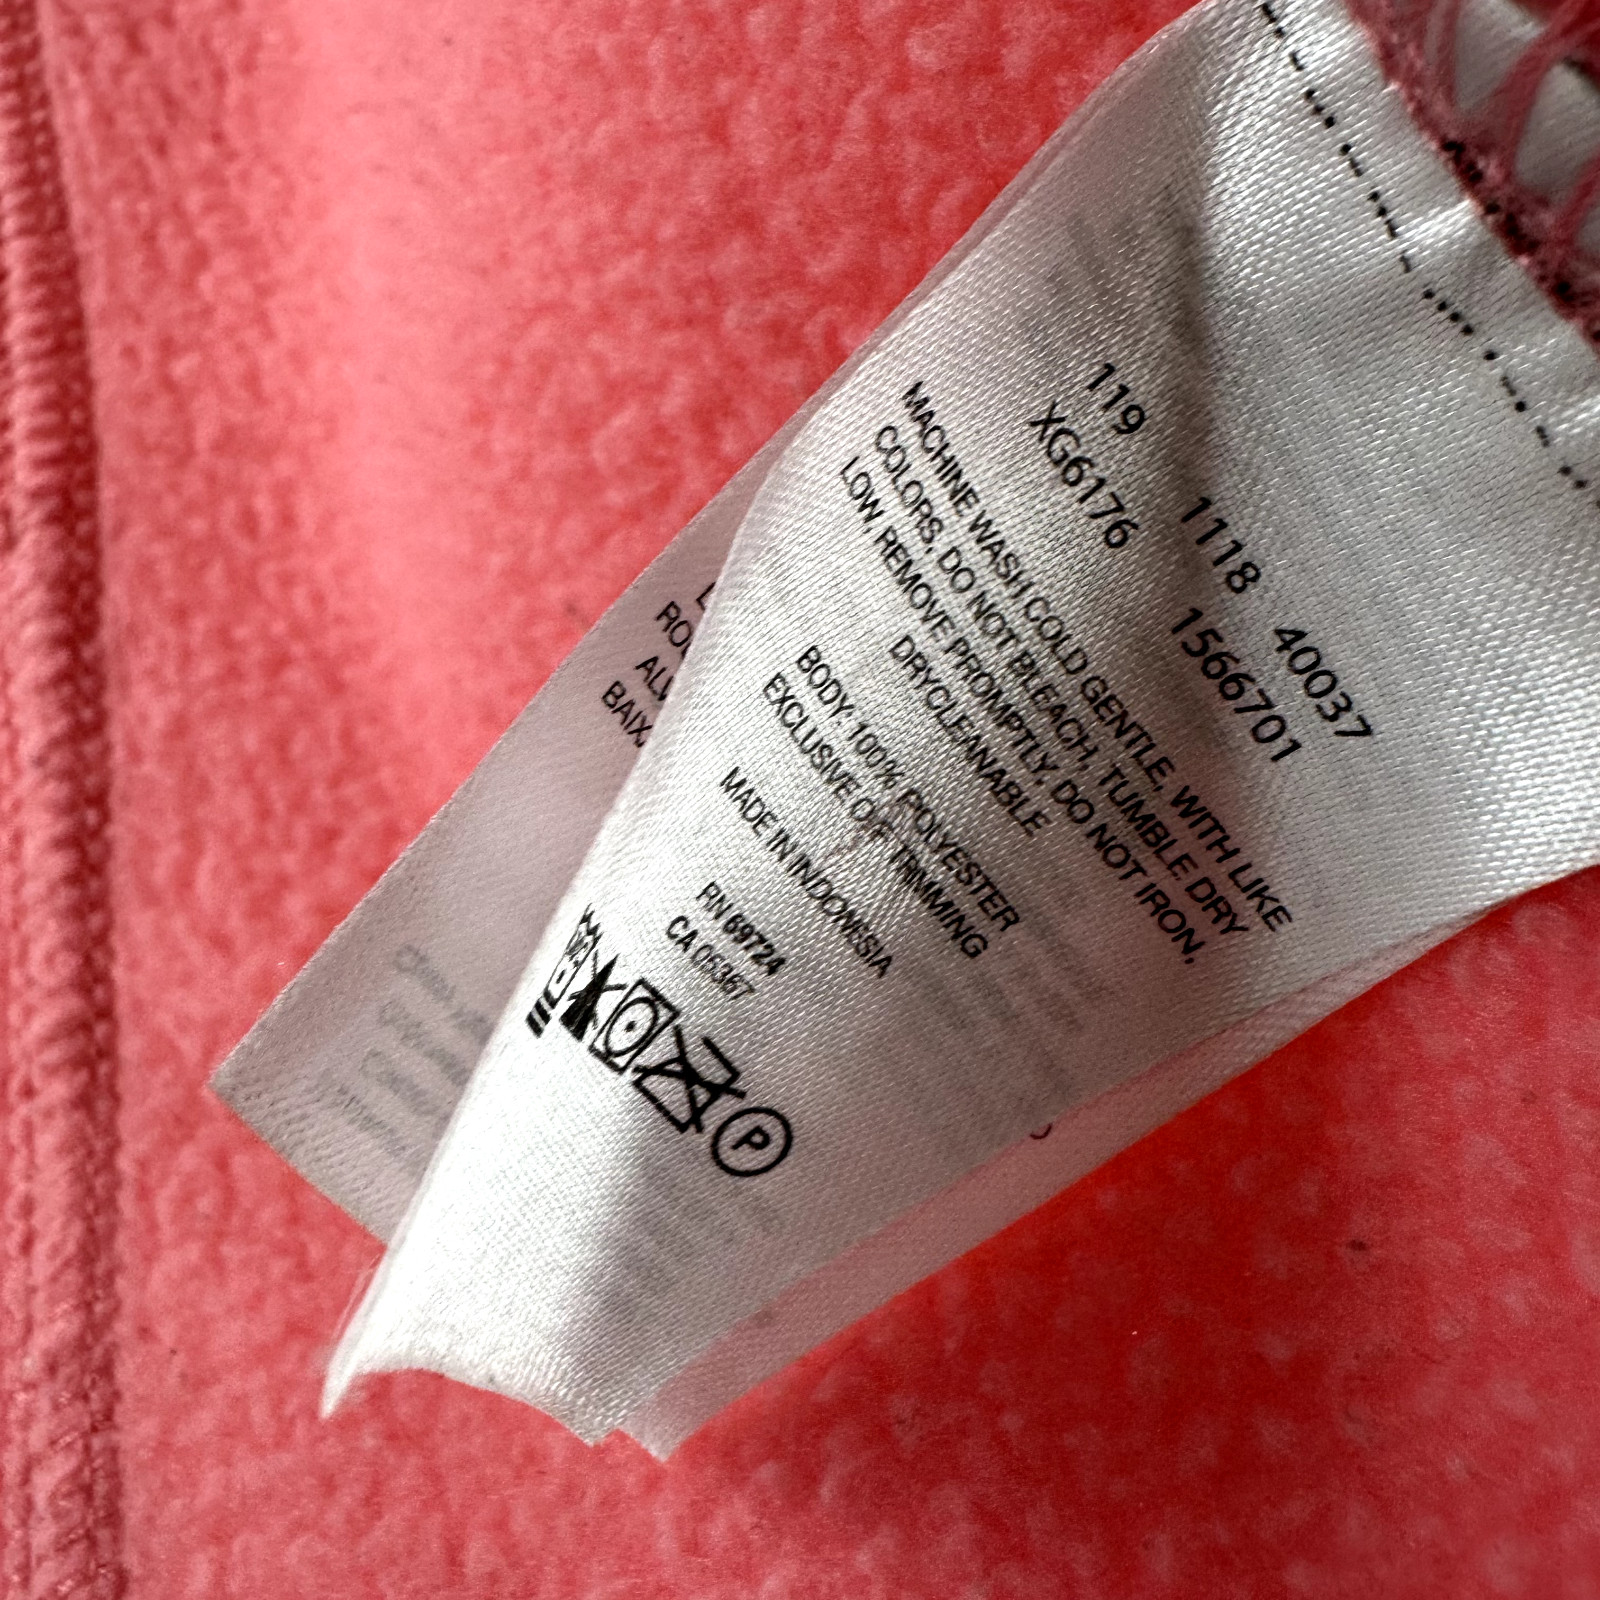 119 1118 40037
XG6176 1566701
MACHINE WASH COLD GENTLE, WITH LIKE
COLORS, DO NOT BLEACH, TUMBLE DRY
LOW, REMOVE PROMPTLY, DO NOT IRON,
DRYCLEANABLE
BODY: 100% POLYESTER
EXCLUSIVE OF TRIMMING
MADE IN INDONESIA
RN 69724
CA 05367
P